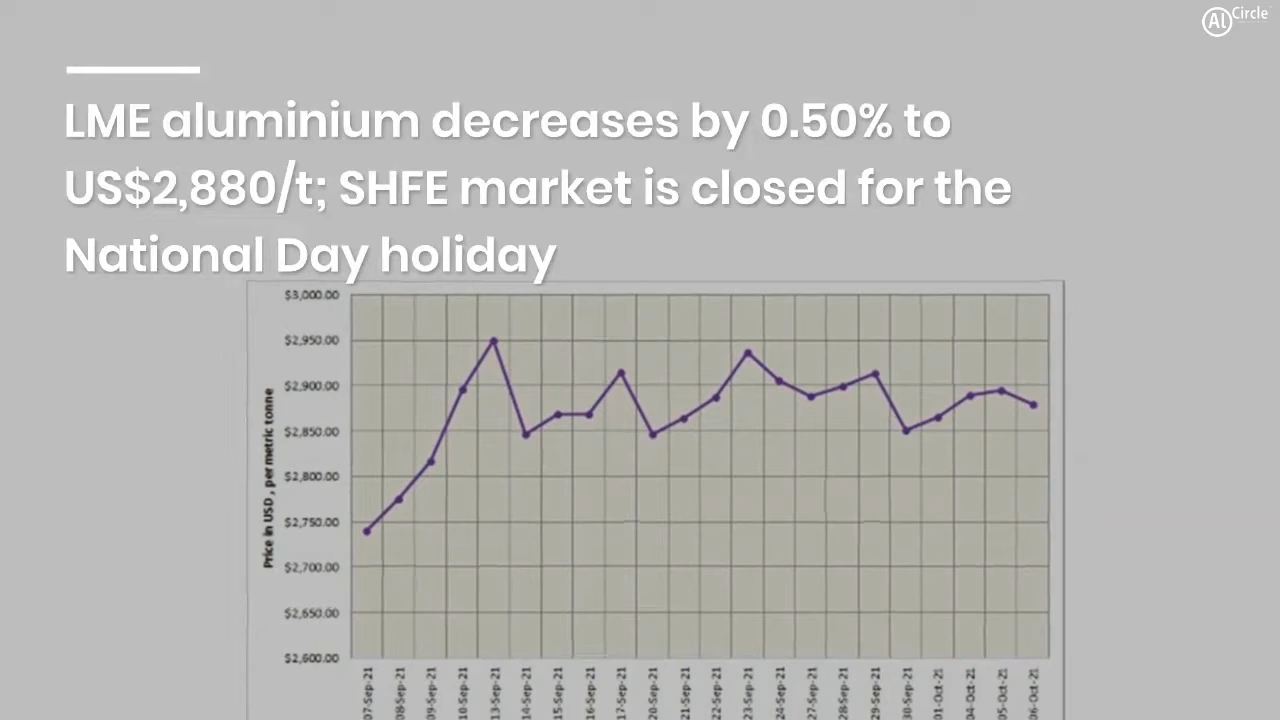 Al Circle
LME aluminium decreases by 0.50% to
US$2,880/t; SHFE market is closed for the
National Day holiday
$3,000.00
$2,950.00
$2,900.00
$2,850.00
$2,800.00
$2,750.00
$2,700.00
$2,650.00
$2,600.00
Price in USD , per metric tonne
07-Sep-21
08-Sep-21
09-Sep-21
10-Sep-21
13-Sep-21
14-Sep-21
15-Sep-21
16-Sep-21
17-Sep-21
20-Sep-21
21-Sep-21
22-Sep-21
23-Sep-21
24-Sep-21
27-Sep-21
28-Sep-21
29-Sep-21
30-Sep-21
01-Oct-21
04-Oct-21
05-Oct-21
06-Oct-21